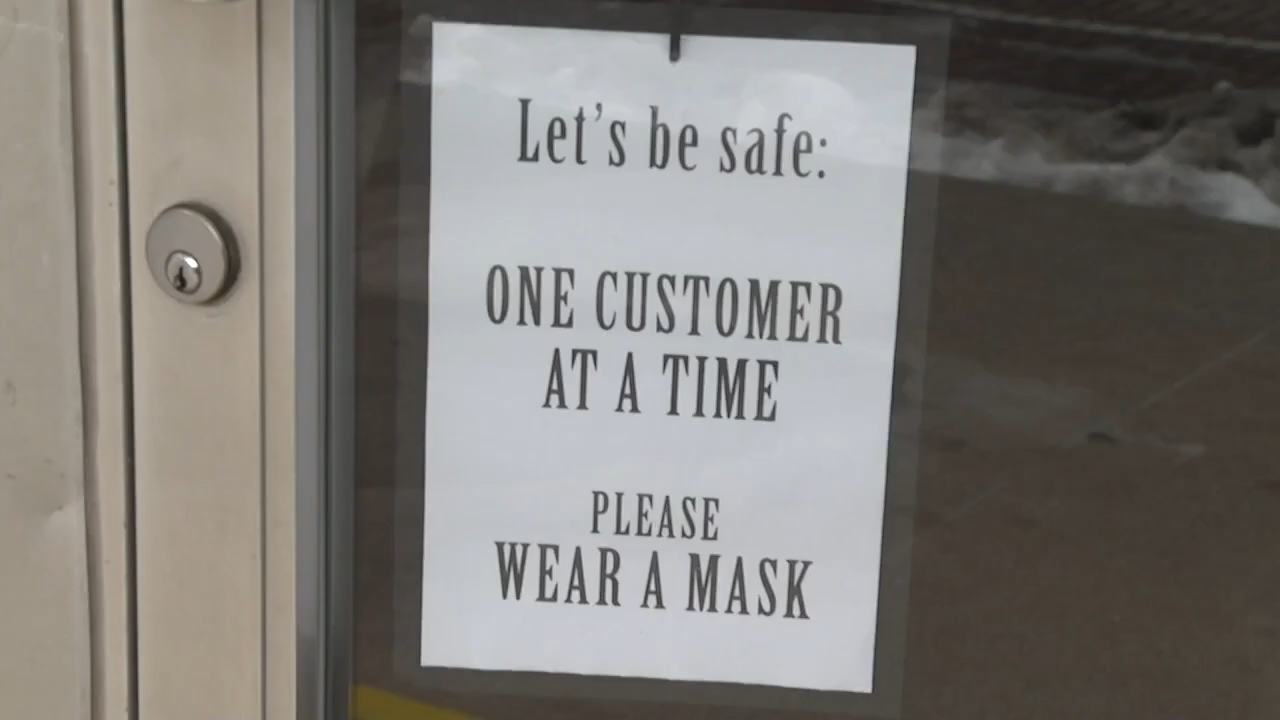 Let's be safe:
ONE CUSTOMER
AT A TIME
PLEASE
WEAR A MASK